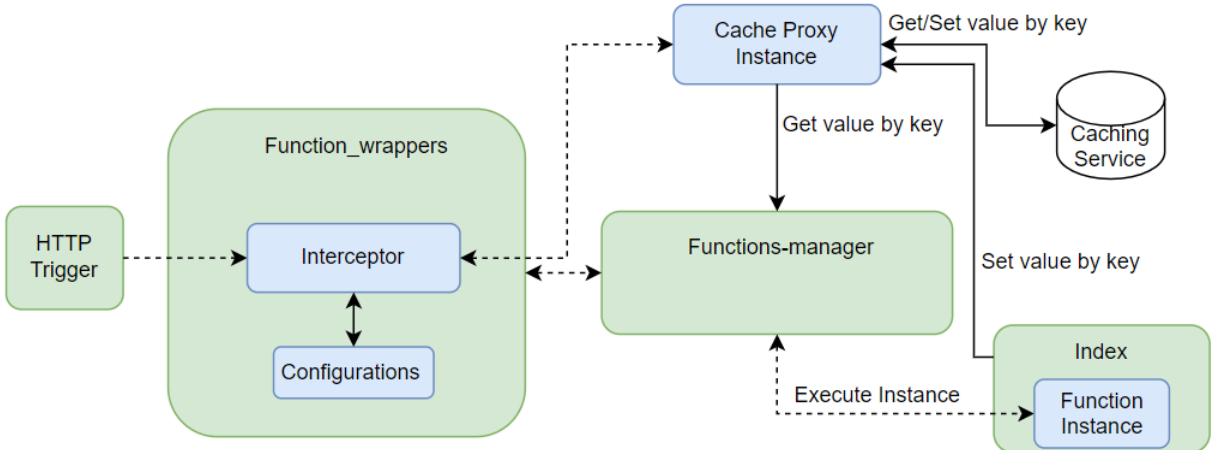 Cache Proxy
Instance
Get/Set value by key
Get value by key
Caching
Service
Function_wrappers
HTTP
Trigger
Interceptor
Functions-manager
Set value by key
Configurations
Index
Execute Instance
Function
Instance